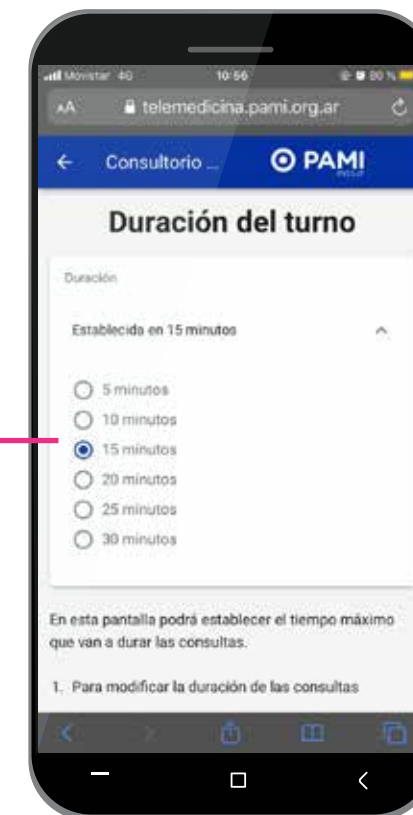 Movistar 4G 10:56 80 %
AA telemedicina.pami.org.ar
Consultorio ... PAMI
Duración del turno
Duración
Establecida en 15 minutos
5 minutos
10 minutos
15 minutos
20 minutos
25 minutos
30 minutos
En esta pantalla podrá establecer el tiempo máximo
que van a durar las consultas.
1. Para modificar la duración de las consultas